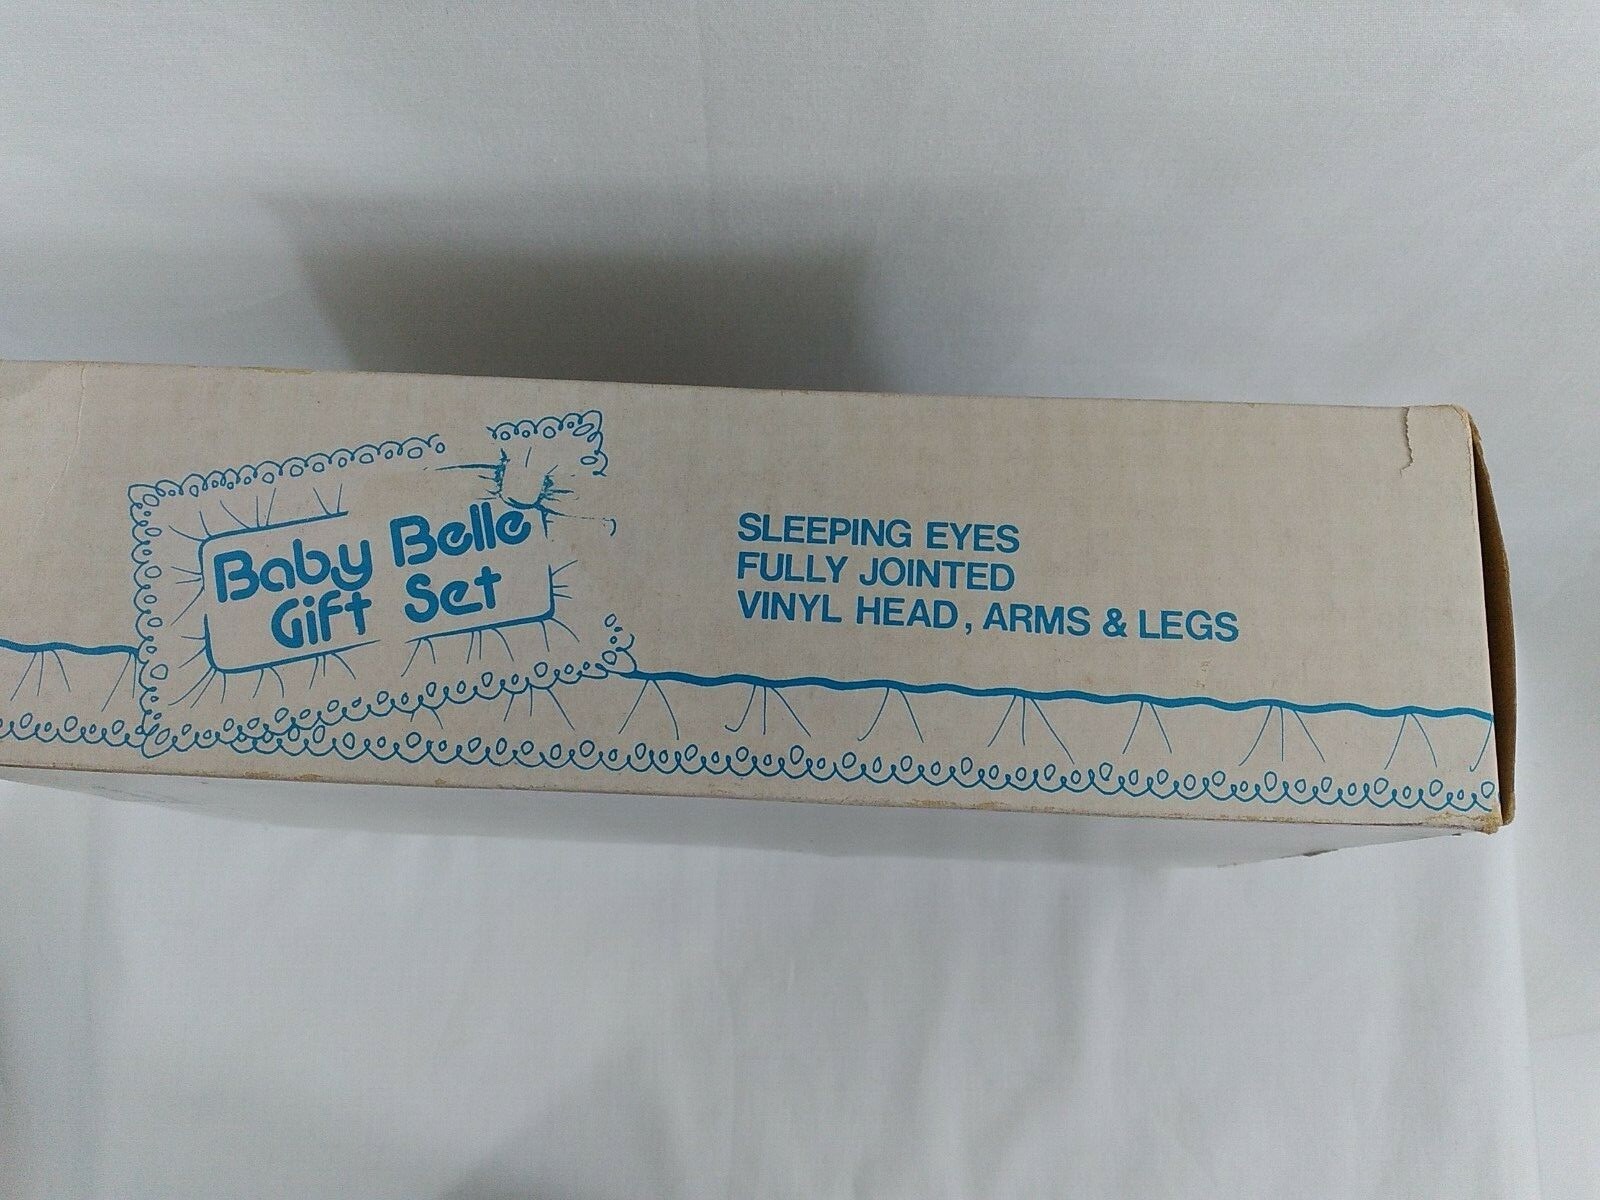 Baby Belle
Gift Set
SLEEPING EYES
FULLY JOINTED
VINYL HEAD, ARMS & LEGS